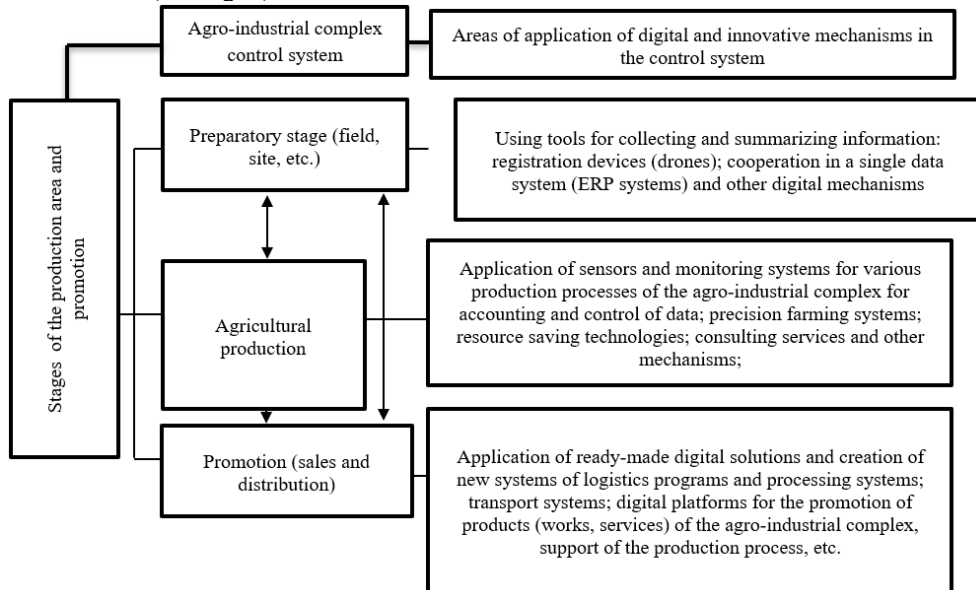 Agro-industrial complex
control system
Areas of application of digital and innovative mechanisms in
the control system
Stages of the production area and
promotion
Preparatory stage (field,
site, etc.)
Using tools for collecting and summarizing information:
registration devices (drones); cooperation in a single data
system (ERP systems) and other digital mechanisms
Agricultural
production
Application of sensors and monitoring systems for various
production processes of the agro-industrial complex for
accounting and control of data; precision farming systems;
resource saving technologies; consulting services and other
mechanisms;
Promotion (sales and
distribution)
Application of ready-made digital solutions and creation of
new systems of logistics programs and processing systems;
transport systems; digital platforms for the promotion of
products (works, services) of the agro-industrial complex,
support of the production process, etc.